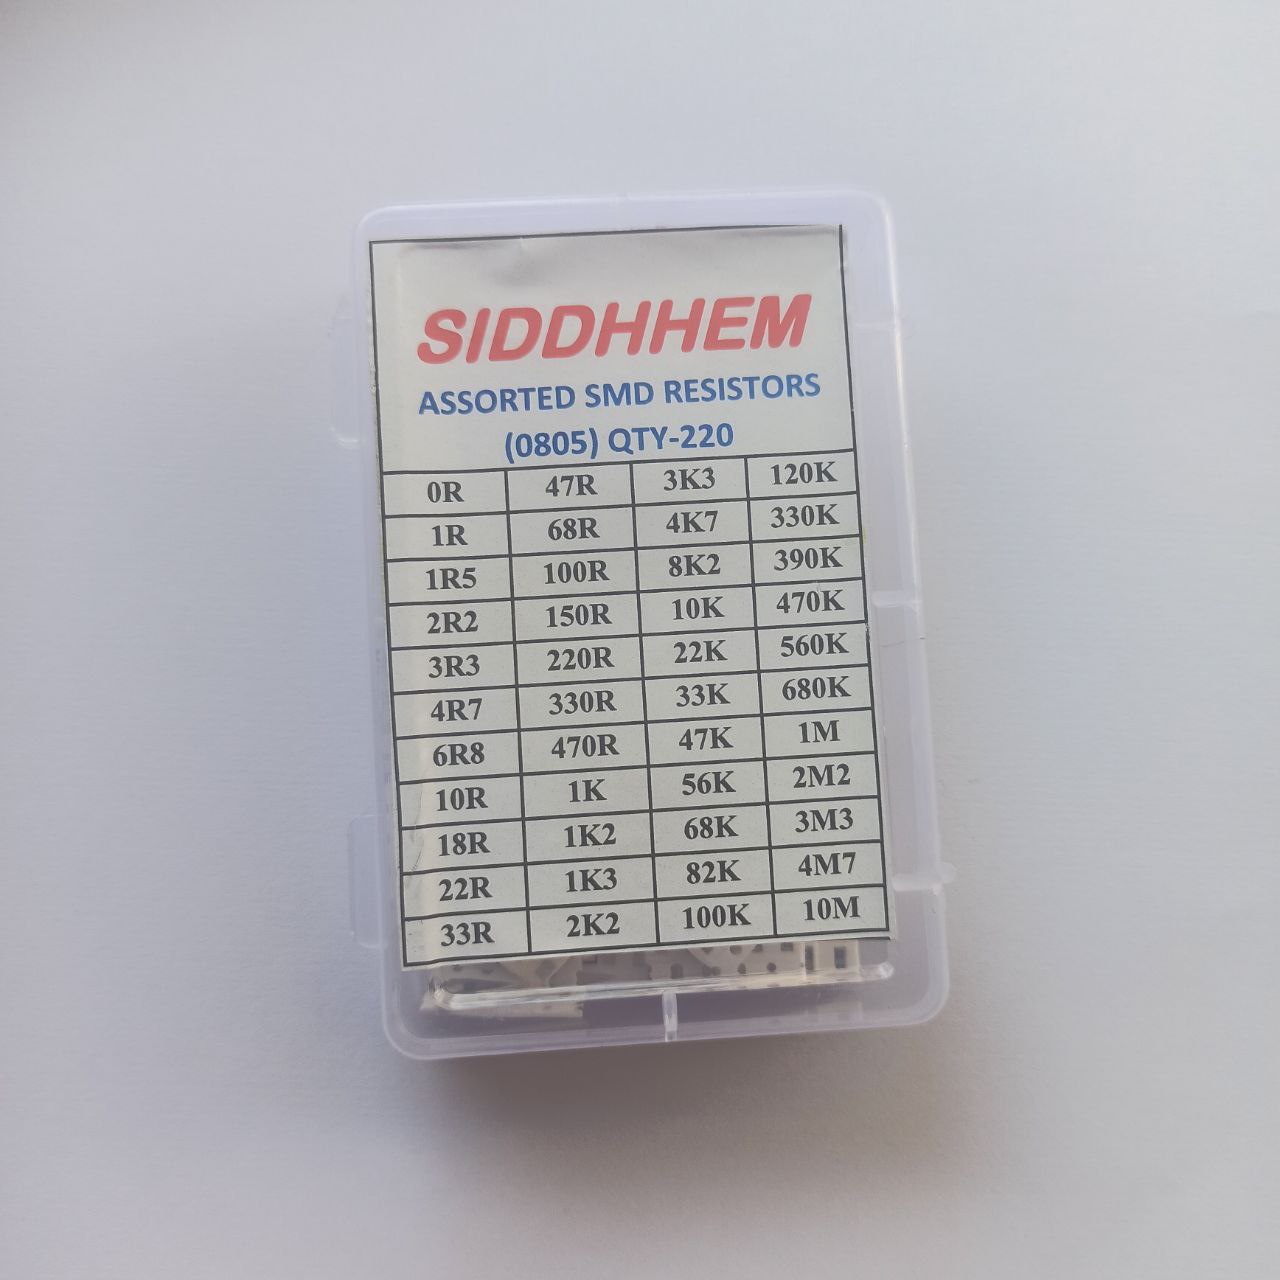 SIDDHHEM
ASSORTED SMD RESISTORS
(0805) QTY-220
0R 47R 3K3 120K
1R 68R 4K7 330K
1R5 100R 8K2 390K
2R2 150R 10K 470K
3R3 220R 22K 560K
4R7 330R 33K 680K
6R8 470R 47K 1M
10R 1K 56K 2M2
18R 1K2 68K 3M3
22R 1K3 82K 4M7
33R 2K2 100K 10M